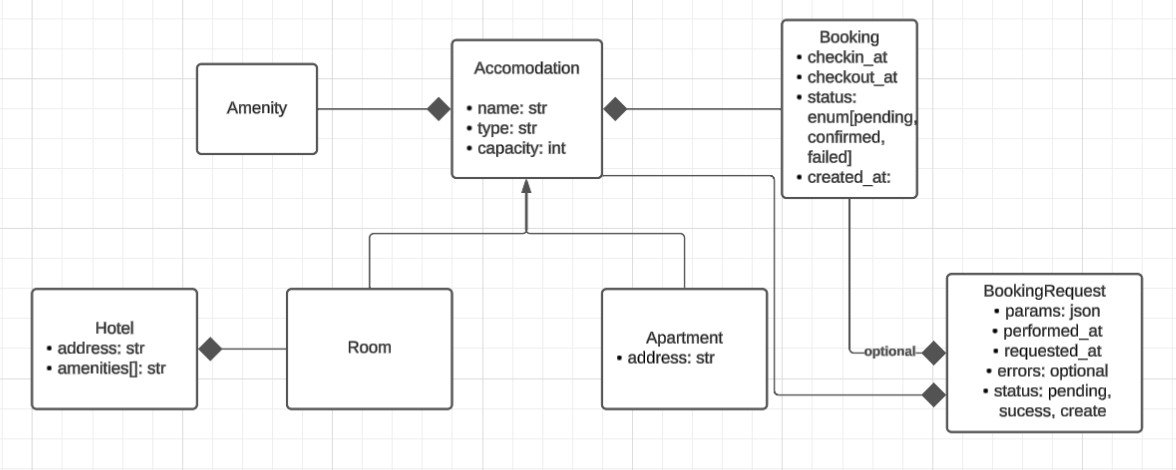 Amenity
Accomodation
• name: str
• type: str
• capacity: int
Booking
• checkin_at
• checkout_at
• status:
enum[pending,
confirmed,
failed]
• created_at:
Hotel
• address: str
• amenities[]: str
Room
Apartment
• address: str
optional
BookingRequest
• params: json
• performed_at
• requested_at
• errors: optional
• status: pending,
sucess, create